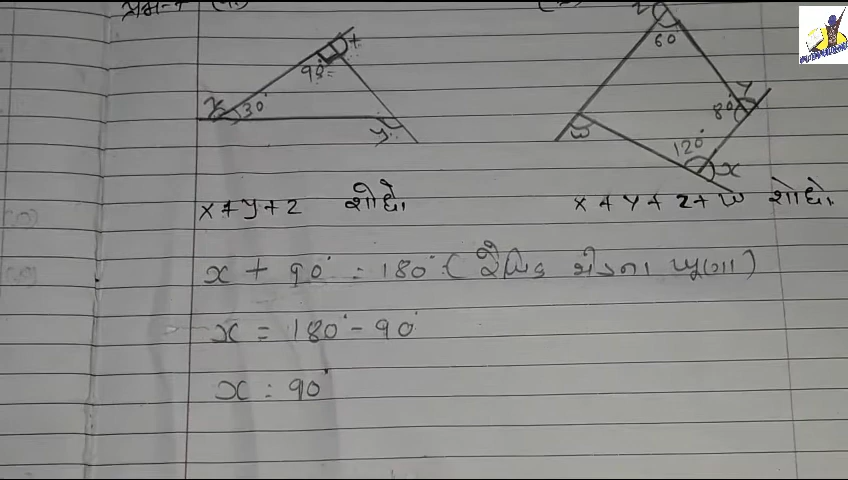 x
90°
z
30°
y
z
60
y
80°
w
120°
x
x + y + z શોધો.
x + y + z + w શોધો.
x + 90° = 180° (રૈખિક જોડના ખૂણા)
x = 180° - 90°
x = 90°